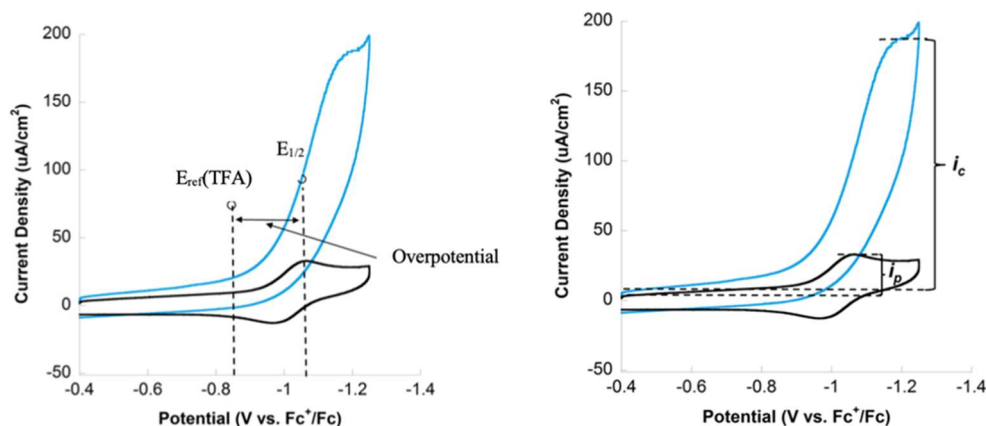 200
150
100
50
0
-50
-0.4
-0.6
-0.8
-1
-1.2
-1.4
Current Density (uA/cm²)
Potential (V vs. Fc⁺/Fc)
E₁/₂
Eref(TFA)
Overpotential
200
150
100
50
0
-50
-0.4
-0.6
-0.8
-1
-1.2
-1.4
Current Density (uA/cm²)
Potential (V vs. Fc⁺/Fc)
ic
ip